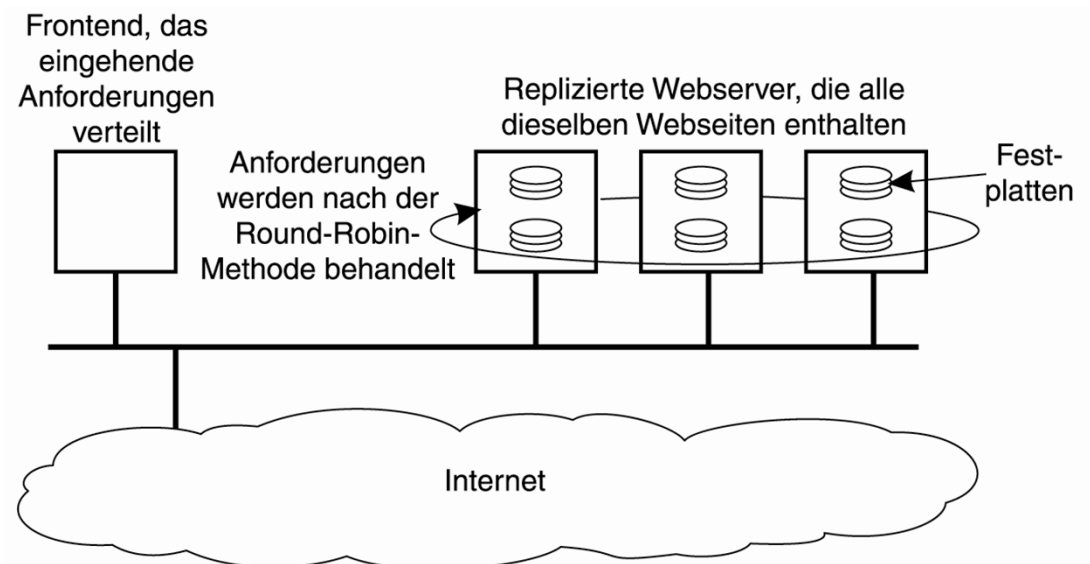 Frontend, das
eingehende
Anforderungen
verteilt
Replizierte Webserver, die alle
dieselben Webseiten enthalten
Anforderungen
werden nach der
Round-Robin-
Methode behandelt
Fest-
platten
Internet